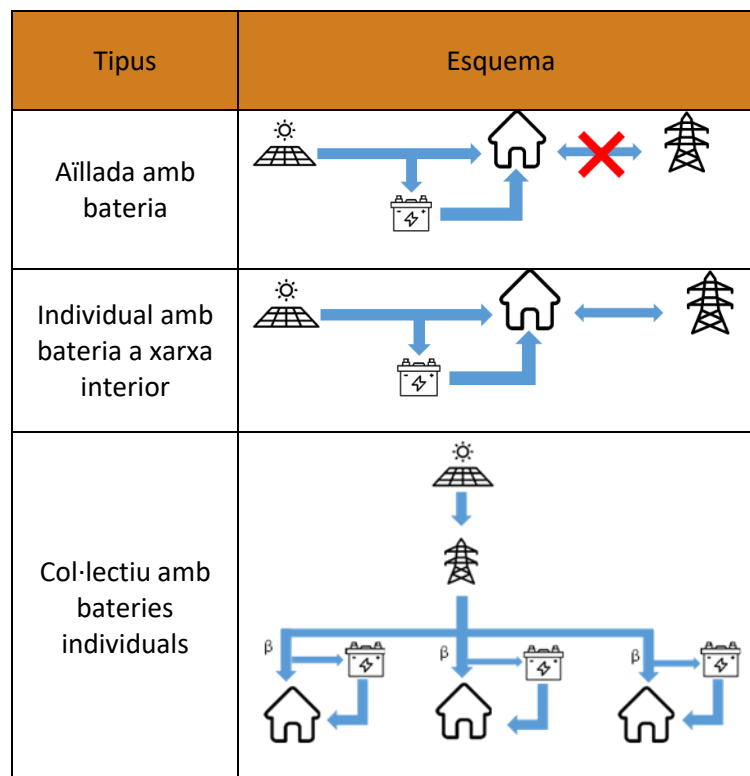 Tipus
Esquema
Aïllada amb
bateria
Individual amb
bateria a xarxa
interior
Col·lectiu amb
bateries
individuals
β
β
β